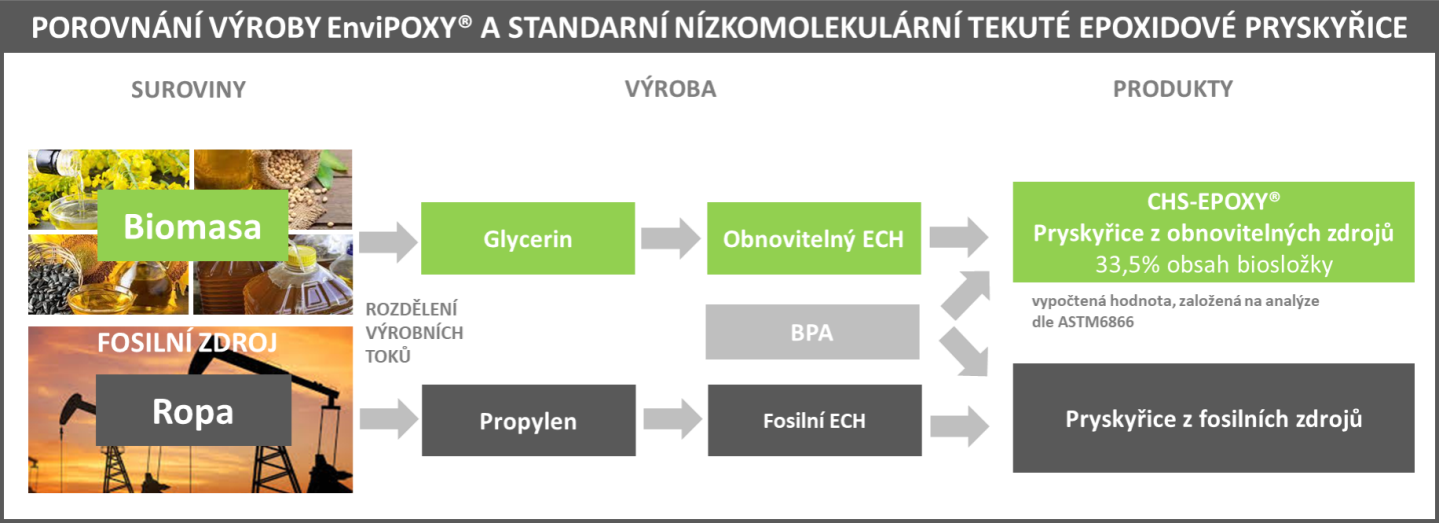 POROVNÁNÍ VÝROBY EnviPOXY® A STANDARNÍ NÍZKOMOLEKULÁRNÍ TEKUTÉ EPOXIDOVÉ PRYSKYŘICE
SUROVINY
VÝROBA
PRODUKTY
Biomasa
Glycerin
Obnovitelný ECH
CHS-EPOXY®
Pryskyřice z obnovitelných zdrojů
33,5% obsah biosložky
vypočtená hodnota, založená na analýze
dle ASTM6866
ROZDĚLENÍ
VÝROBNÍCH
TOKŮ
BPA
FOSILNÍ ZDROJ
Ropa
Propylen
Fosilní ECH
Pryskyřice z fosilních zdrojů